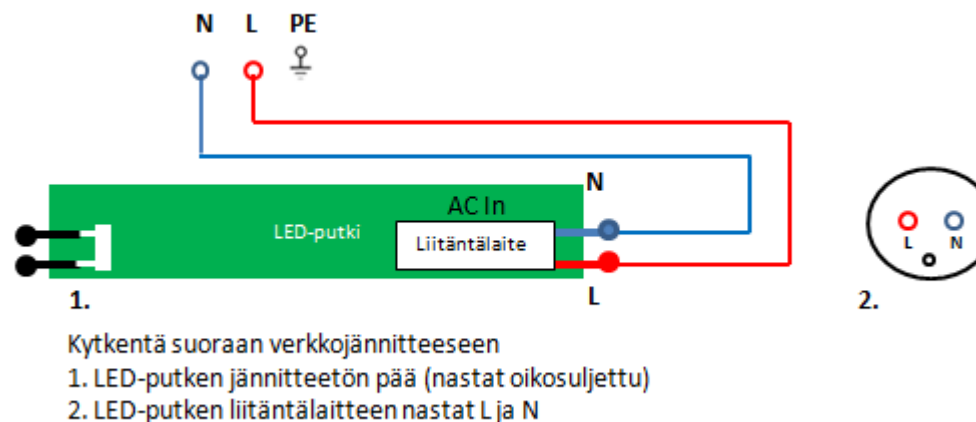 N L PE
N
AC In
LED-putki
Liitäntälaite
L N
1.
L
2.
Kytkentä suoraan verkkojännitteeseen
1. LED-putken jännitteetön pää (nastat oikosuljettu)
2. LED-putken liitäntälaitteen nastat L ja N